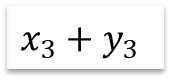 x₃ + y₃